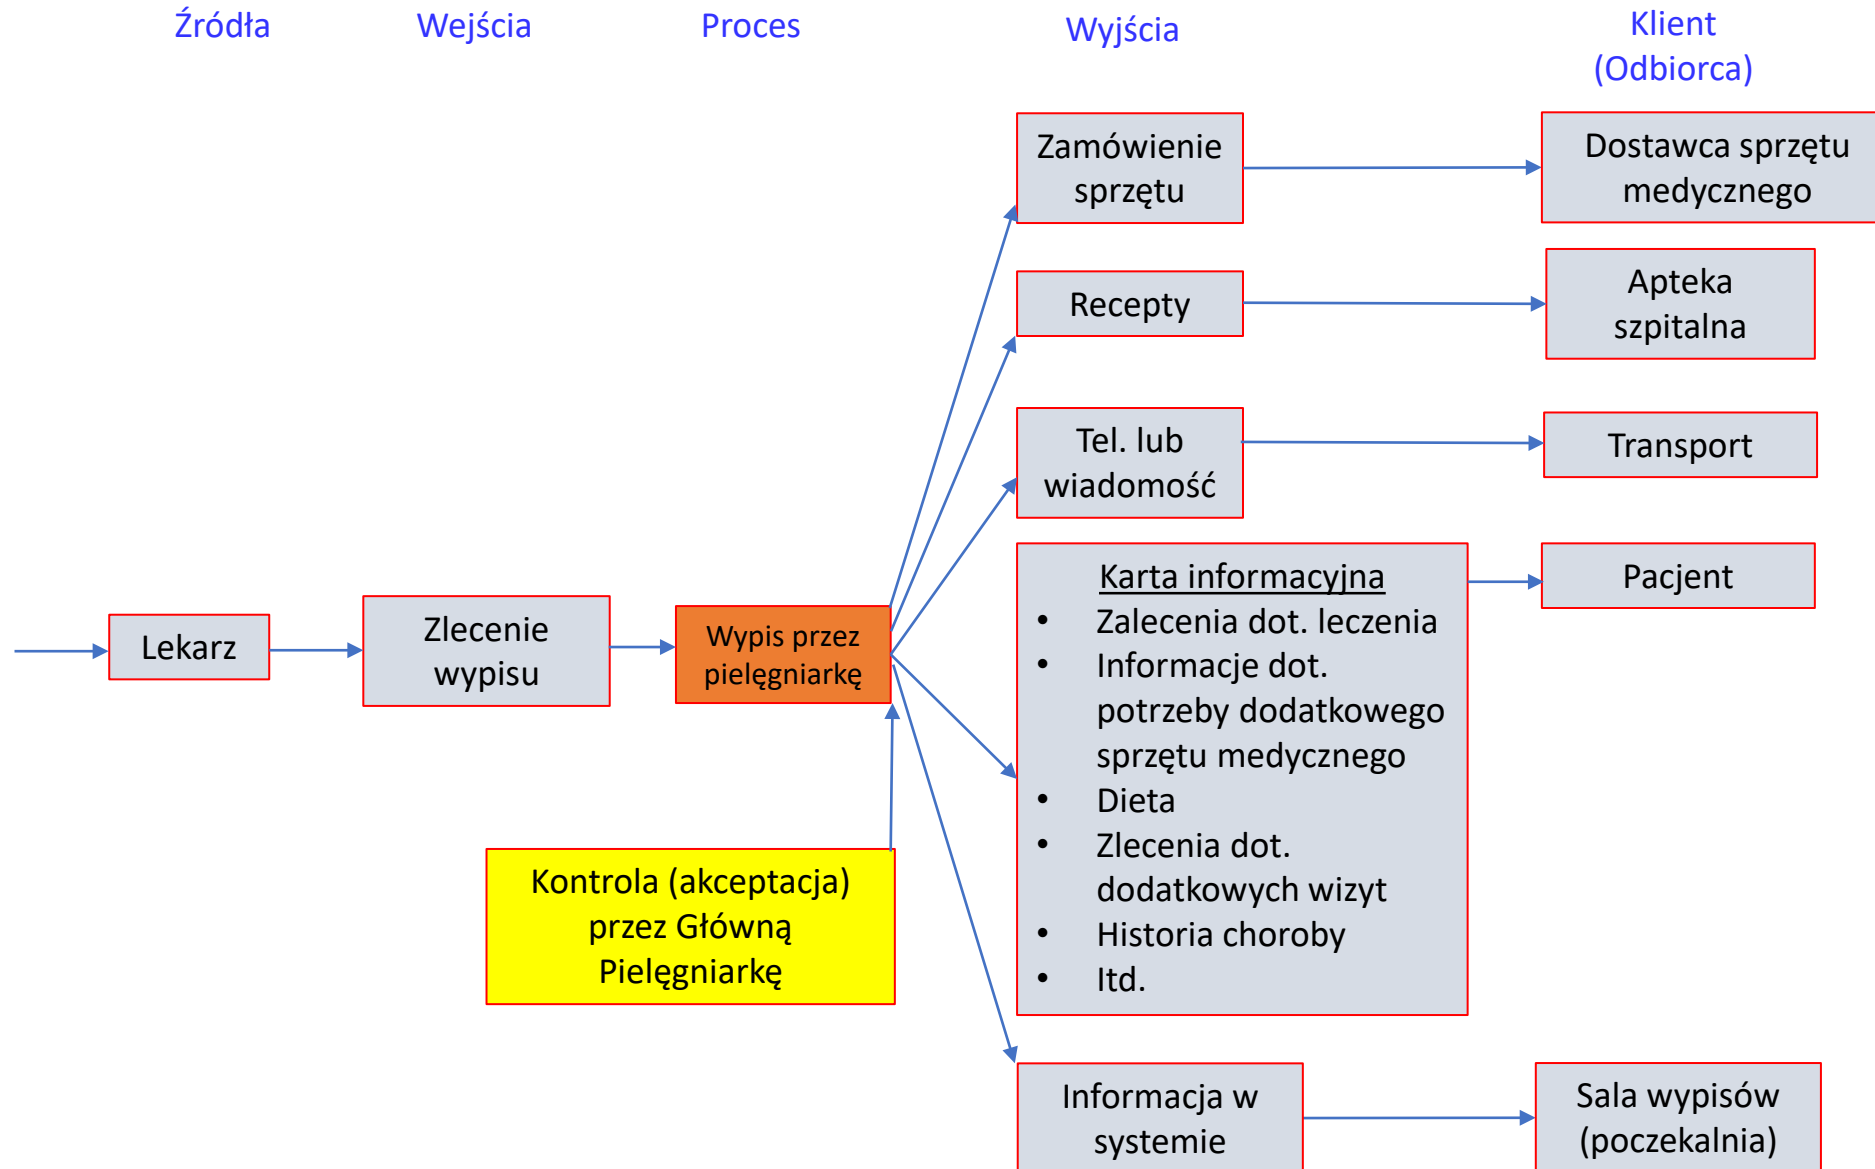 Źródła
Wejścia
Proces
Wyjścia
Klient
(Odbiorca)
Zamówienie
sprzętu
Dostawca sprzętu
medycznego
Recepty
Apteka
szpitalna
Tel. lub
wiadomość
Transport
Lekarz
Zlecenie
wypisu
Wypis przez
pielęgniarkę
Kontrola (akceptacja)
przez Główną
Pielęgniarkę
Karta informacyjna
• Zalecenia dot. leczenia
• Informacje dot.
potrzeby dodatkowego
sprzętu medycznego
• Dieta
• Zlecenia dot.
dodatkowych wizyt
• Historia choroby
• Itd.
Pacjent
Informacja w
systemie
Sala wypisów
(poczekalnia)